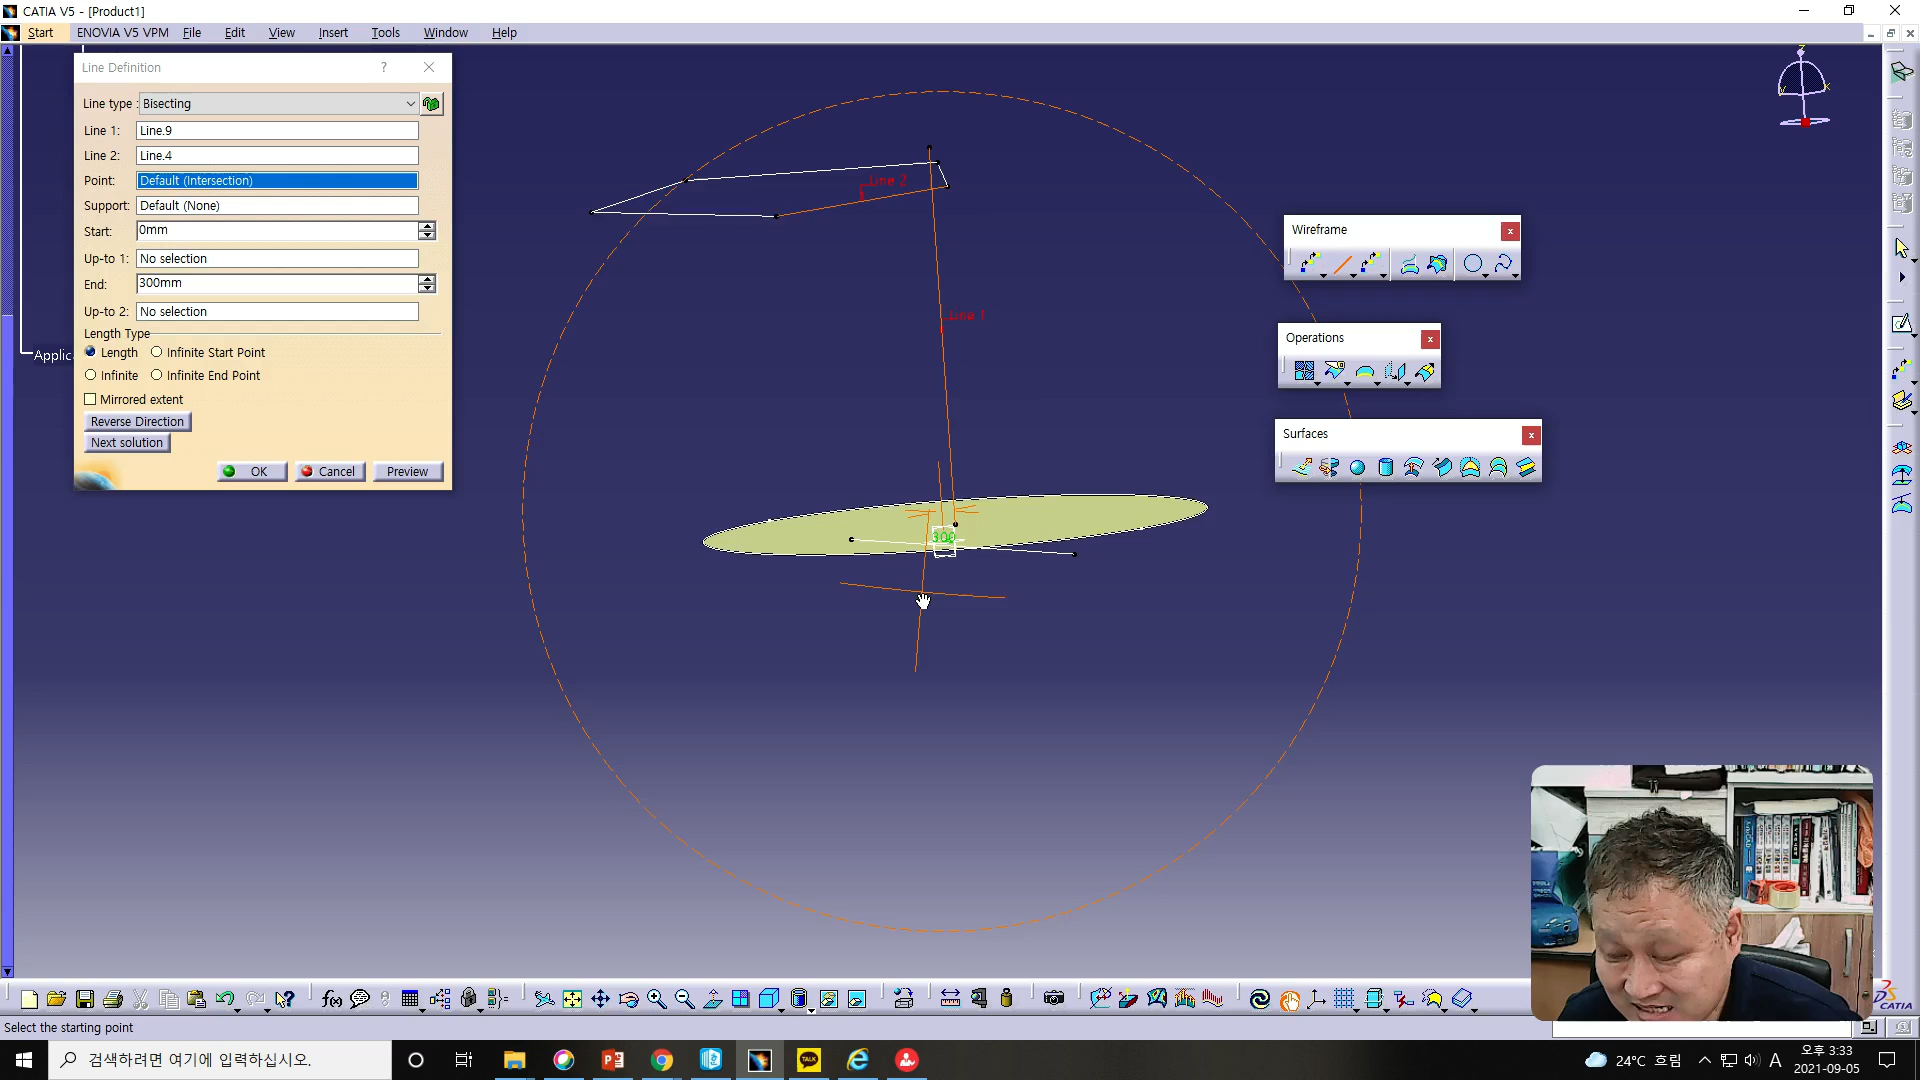 CATIA V5 - [Product1]
Start ENOVIA V5 VPM File Edit View Insert Tools Window Help
Line Definition ?
Line type : Bisecting
Line 1: Line.9
Line 2: Line.4
Point: Default (Intersection)
Support: Default (None)
Start: 0mm
Up-to 1: No selection
End: 300mm
Up-to 2: No selection
Length Type
Length Infinite Start Point
Infinite Infinite End Point
Mirrored extent
Reverse Direction
Next solution
OK Cancel Preview
Applic
Line 2
Line 1
300
z
Wireframe
Operations
Surfaces
f(x)
CATIA
Select the starting point
검색하려면 여기에 입력하십시오.
TALK
24°C 흐림
A
오후 3:33
2021-09-05